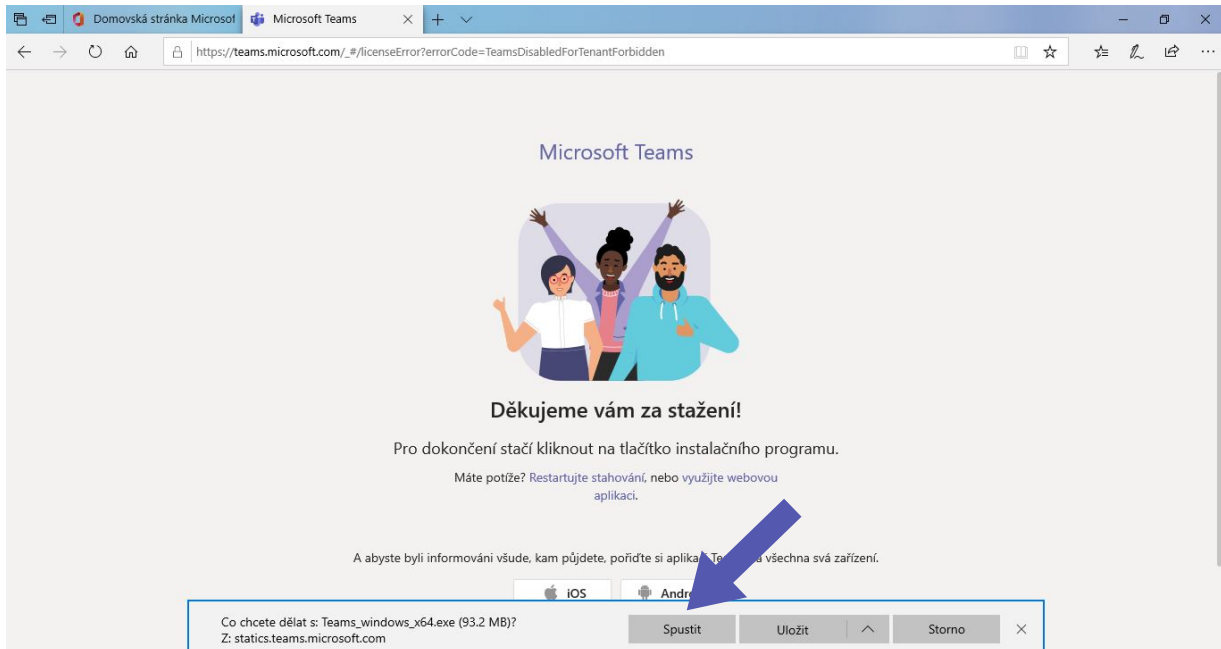 Domovská stránka Microsof
Microsoft Teams
https://teams.microsoft.com/_#/licenseError?errorCode=TeamsDisabledForTenantForbidden
Microsoft Teams
Děkujeme vám za stažení!
Pro dokončení stačí kliknout na tlačítko instalačního programu.
Máte potíže? Restartujte stahování, nebo využijte webovou
aplikaci.
A abyste byli informováni všude, kam půjdete, pořiďte si všechna svá zařízení.
iOS
Co chcete dělat s: Teams_windows_x64.exe (93.2 MB)?
Z: statics.teams.microsoft.com
Spustit
Uložit
Storno